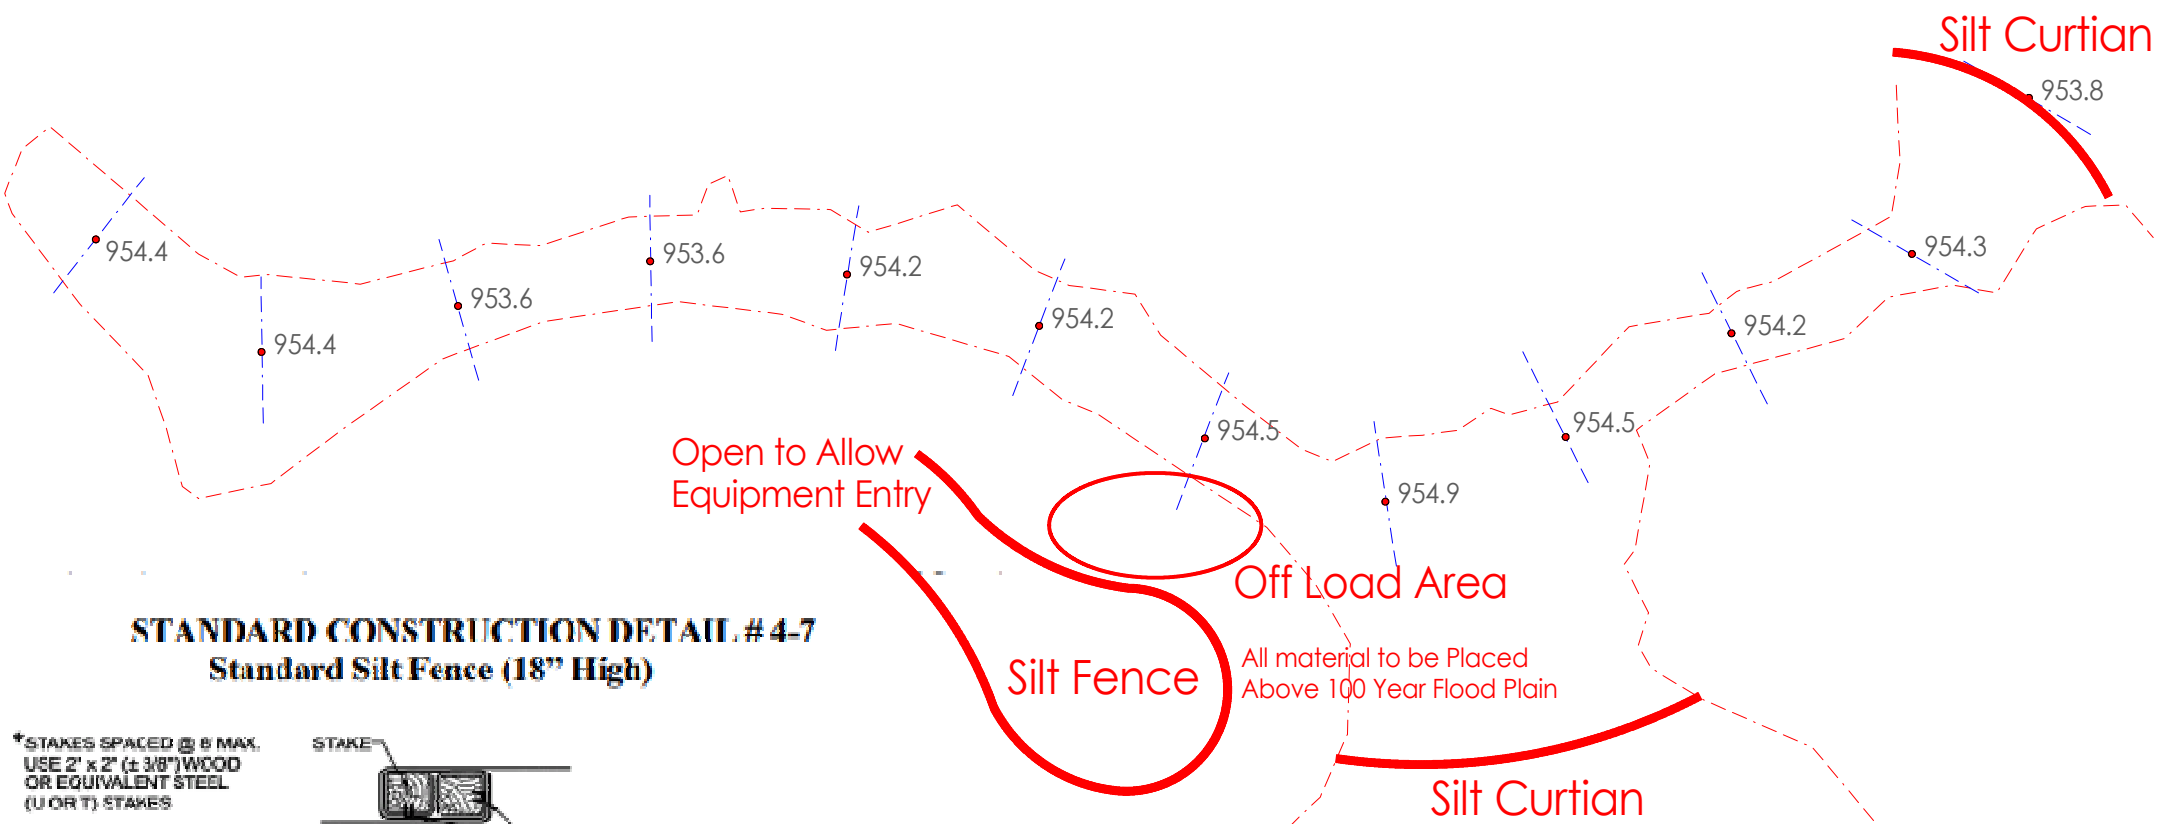 Silt Curtian
953.8
954.4
954.4
953.6
953.6
954.2
954.2
954.5
954.9
954.5
954.2
954.3
Open to Allow
Equipment Entry
Off Load Area
Silt Fence
All material to be Placed
Above 100 Year Flood Plain
Silt Curtian
STANDARD CONSTRUCTION DETAIL # 4-7
Standard Silt Fence (18” High)
*STAKES SPACED @ 8' MAX.
USE 2" x 2" (± 3/8") WOOD
OR EQUIVALENT STEEL
(U OR T) STAKES
STAKE